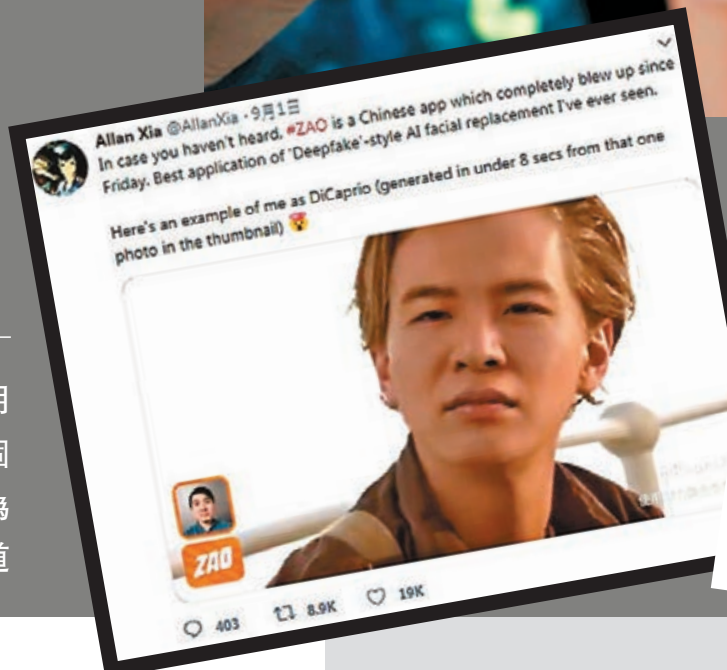 Allan Xia @AllanXia · 9月1日
In case you haven't heard, #ZAO is a Chinese app which completely blew up since
Friday. Best application of 'Deepfake'-style AI facial replacement I've ever seen.
Here's an example of me as DiCaprio (generated in under 8 secs from that one
photo in the thumbnail) 🤯
ZAO
403 8.9K 19K